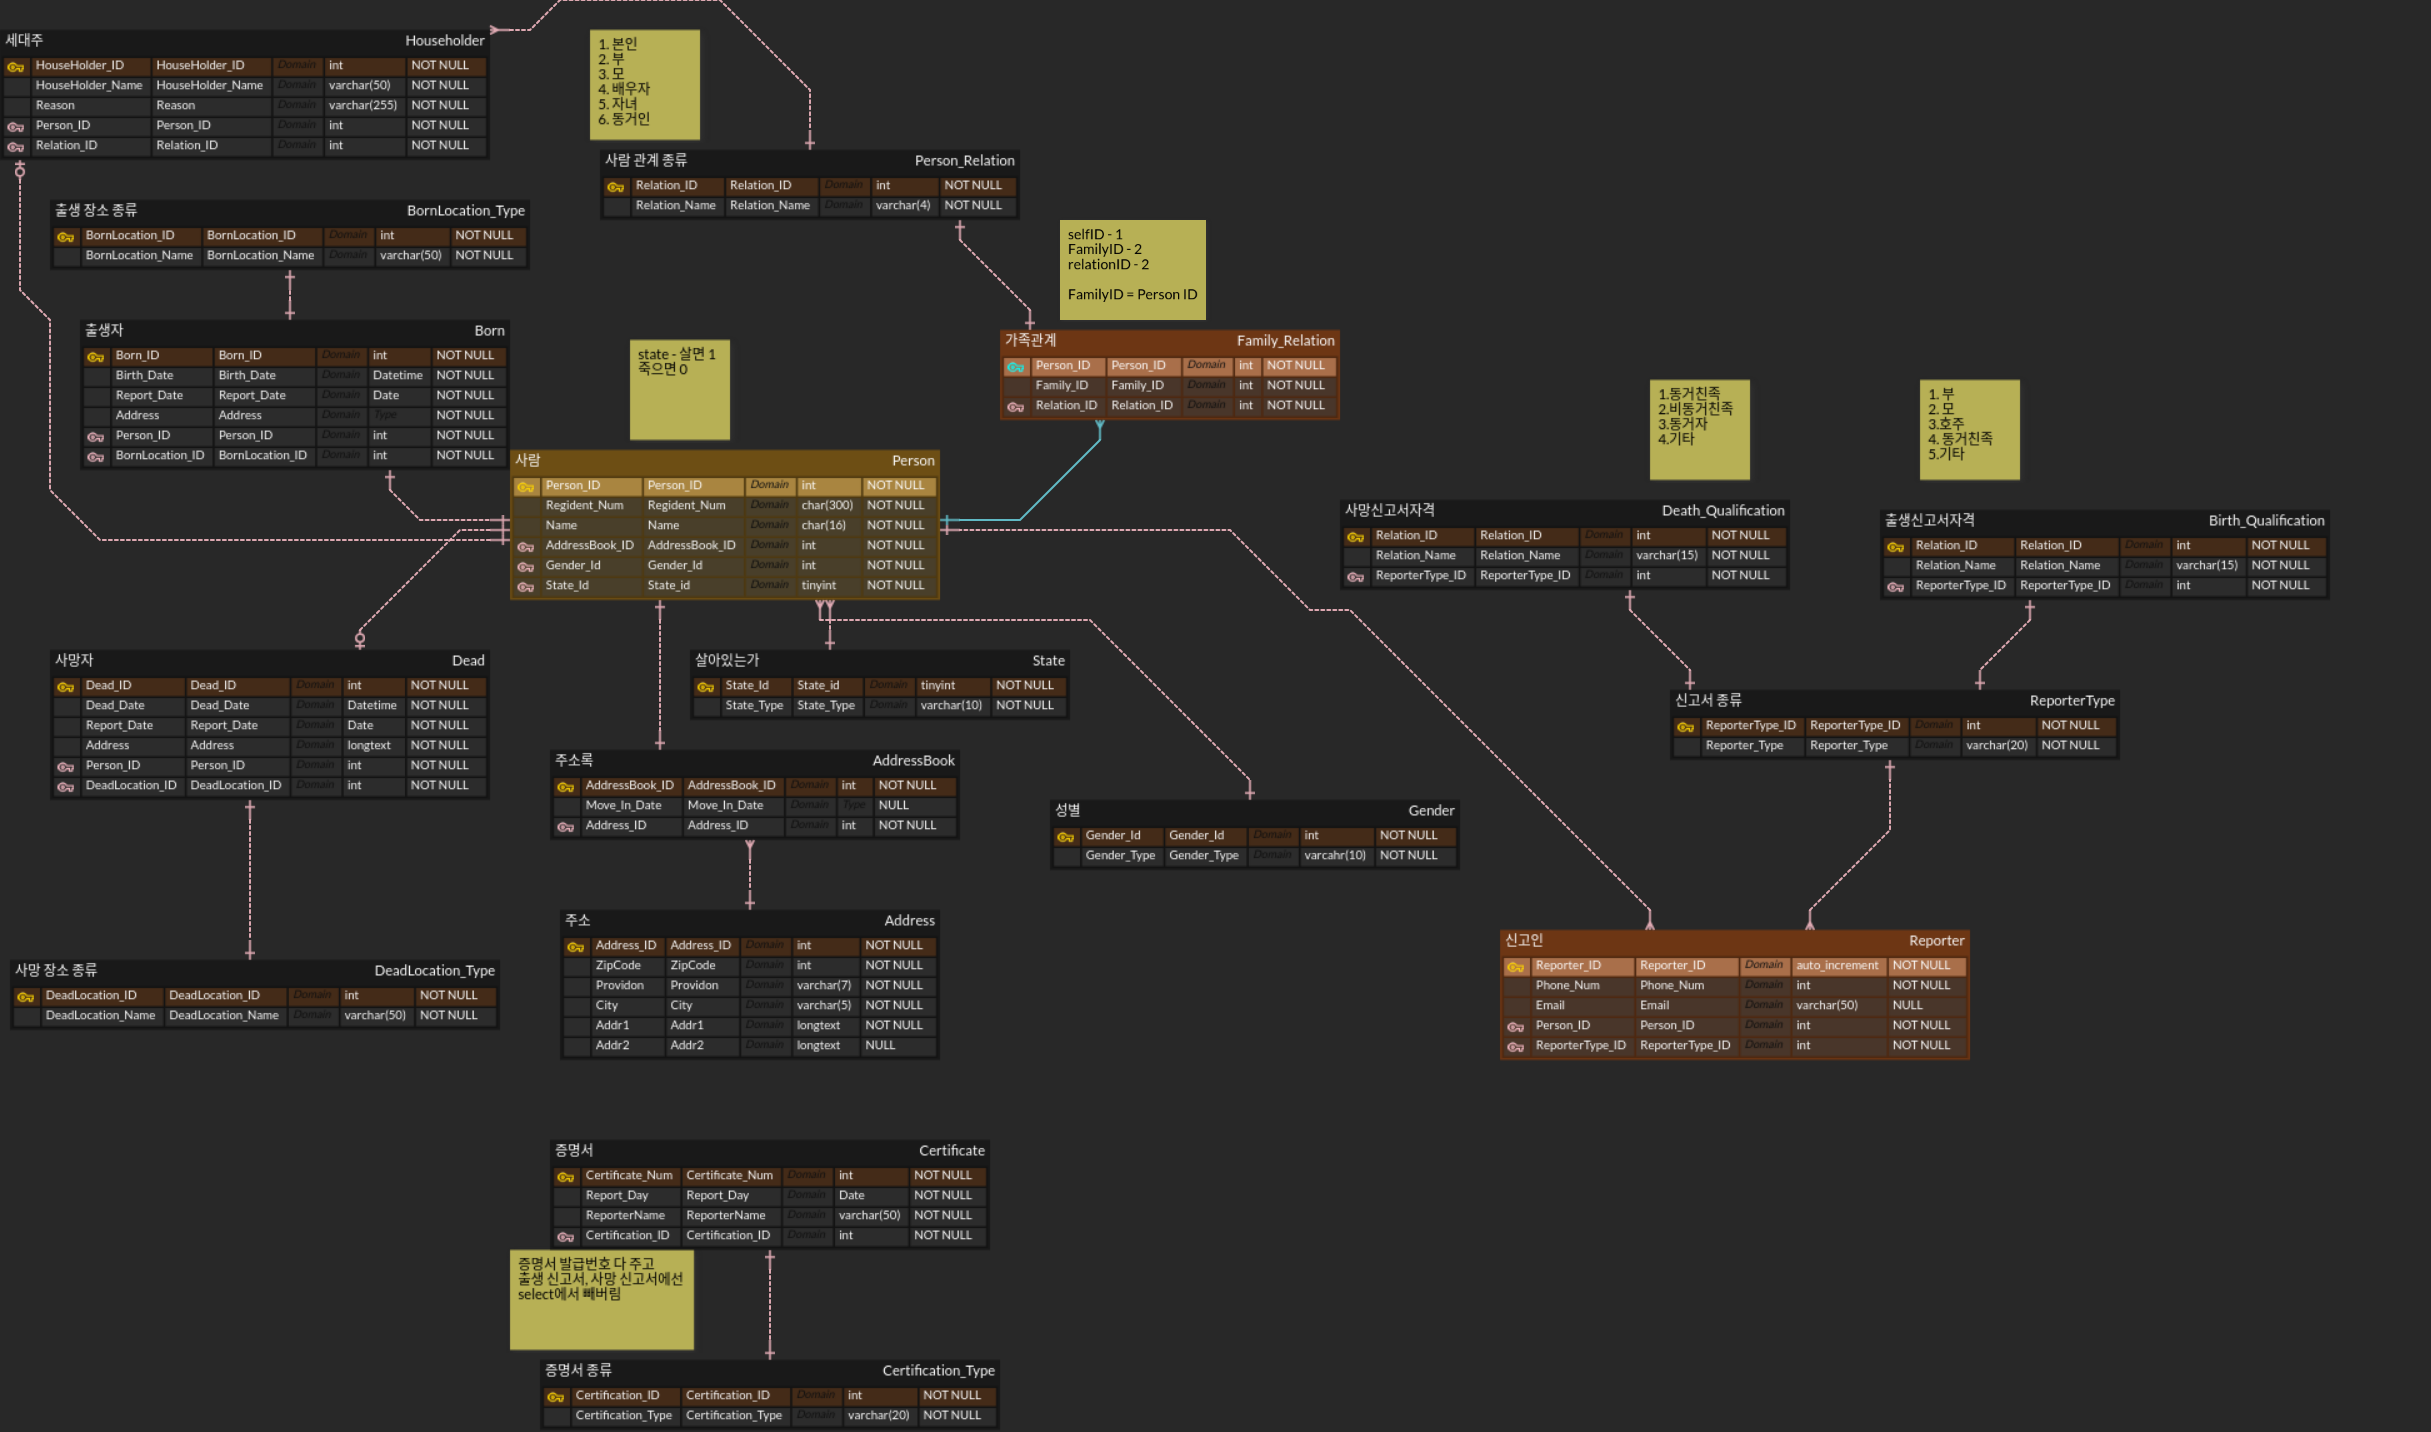 세대주 Householder
HouseHolder_ID HouseHolder_ID Domain int NOT NULL
HouseHolder_Name HouseHolder_Name Domain varchar(50) NOT NULL
Reason Reason Domain varchar(255) NOT NULL
Person_ID Person_ID Domain int NOT NULL
Relation_ID Relation_ID Domain int NOT NULL
1. 본인
2. 부
3. 모
4. 배우자
5. 자녀
6. 동거인
사람 관계 종류 Person_Relation
Relation_ID Relation_ID Domain int NOT NULL
Relation_Name Relation_Name Domain varchar(4) NOT NULL
출생 장소 종류 BornLocation_Type
BornLocation_ID BornLocation_ID Domain int NOT NULL
BornLocation_Name BornLocation_Name Domain varchar(50) NOT NULL
selfID - 1
FamilyID - 2
relationID - 2
FamilyID = Person ID
출생자 Born
Born_ID Born_ID Domain int NOT NULL
Birth_Date Birth_Date Domain Datetime NOT NULL
Report_Date Report_Date Domain Date NOT NULL
Address Address Domain Type NOT NULL
Person_ID Person_ID Domain int NOT NULL
BornLocation_ID BornLocation_ID Domain int NOT NULL
state - 살면 1
죽으면 0
가족관계 Family_Relation
Person_ID Person_ID Domain int NOT NULL
Family_ID Family_ID Domain int NOT NULL
Relation_ID Relation_ID Domain int NOT NULL
1.동거친족
2.비동거친족
3.동거자
4.기타
1. 부
2. 모
3.호주
4. 동거친족
5.기타
사람 Person
Person_ID Person_ID Domain int NOT NULL
Regident_Num Regident_Num Domain char(300) NOT NULL
Name Name Domain char(16) NOT NULL
AddressBook_ID AddressBook_ID Domain int NOT NULL
Gender_Id Gender_Id Domain int NOT NULL
State_Id State_id Domain tinyint NOT NULL
사망신고서자격 Death_Qualification
Relation_ID Relation_ID Domain int NOT NULL
Relation_Name Relation_Name Domain varchar(15) NOT NULL
ReporterType_ID ReporterType_ID Domain int NOT NULL
출생신고서자격 Birth_Qualification
Relation_ID Relation_ID Domain int NOT NULL
Relation_Name Relation_Name Domain varchar(15) NOT NULL
ReporterType_ID ReporterType_ID Domain int NOT NULL
사망자 Dead
Dead_ID Dead_ID Domain int NOT NULL
Dead_Date Dead_Date Domain Datetime NOT NULL
Report_Date Report_Date Domain Date NOT NULL
Address Address Domain longtext NOT NULL
Person_ID Person_ID Domain int NOT NULL
DeadLocation_ID DeadLocation_ID Domain int NOT NULL
살아있는가 State
State_Id State_id Domain tinyint NOT NULL
State_Type State_Type Domain varchar(10) NOT NULL
신고서 종류 ReporterType
ReporterType_ID ReporterType_ID Domain int NOT NULL
Reporter_Type Reporter_Type Domain varchar(20) NOT NULL
주소록 AddressBook
AddressBook_ID AddressBook_ID Domain int NOT NULL
Move_In_Date Move_In_Date Domain Type NULL
Address_ID Address_ID Domain int NOT NULL
성별 Gender
Gender_Id Gender_Id Domain int NOT NULL
Gender_Type Gender_Type Domain varcahr(10) NOT NULL
주소 Address
Address_ID Address_ID Domain int NOT NULL
ZipCode ZipCode Domain int NOT NULL
Providon Providon Domain varchar(7) NOT NULL
City City Domain varchar(5) NOT NULL
Addr1 Addr1 Domain longtext NOT NULL
Addr2 Addr2 Domain longtext NULL
신고인 Reporter
Reporter_ID Reporter_ID Domain auto_increment NOT NULL
Phone_Num Phone_Num Domain int NOT NULL
Email Email Domain varchar(50) NULL
Person_ID Person_ID Domain int NOT NULL
ReporterType_ID ReporterType_ID Domain int NOT NULL
사망 장소 종류 DeadLocation_Type
DeadLocation_ID DeadLocation_ID Domain int NOT NULL
DeadLocation_Name DeadLocation_Name Domain varchar(50) NOT NULL
증명서 Certificate
Certificate_Num Certificate_Num Domain int NOT NULL
Report_Day Report_Day Domain Date NOT NULL
ReporterName ReporterName Domain varchar(50) NOT NULL
Certification_ID Certification_ID Domain int NOT NULL
증명서 발급번호 다 주고
출생 신고서, 사망 신고서에선
select에서 빼버림
증명서 종류 Certification_Type
Certification_ID Certification_ID Domain int NOT NULL
Certification_Type Certification_Type Domain varchar(20) NOT NULL